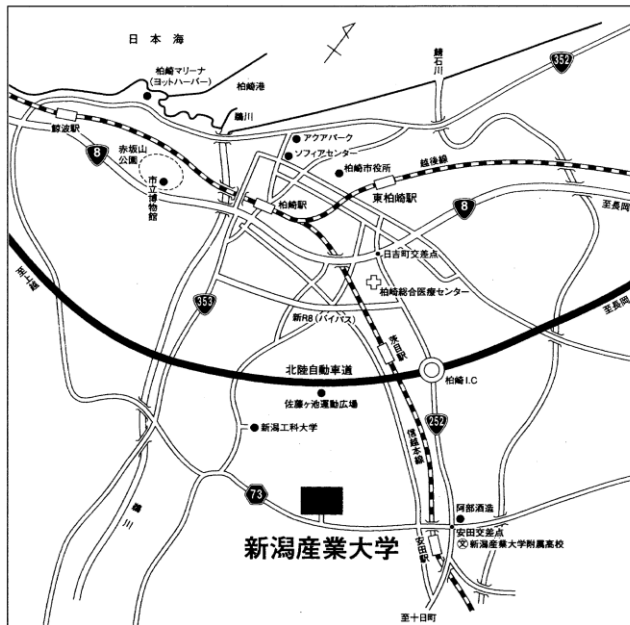 日本海
鯖石川
352
柏崎マリーナ
(ヨットハーバー)
柏崎港
鵜川
鯨波駅
8
赤坂山
公園
アクアパーク
ソフィアセンター
柏崎市役所
越後線
市立博物館
柏崎駅
東柏崎駅
8
至長岡
日吉町交差点
柏崎総合医療センター
至上越
353
新R8(バイパス)
茨目駅
至長岡
北陸自動車道
柏崎I.C
佐藤ヶ池運動広場
252
新潟工科大学
信越本線
73
鵜川
阿部酒造
安田交差点
文 新潟産業大学附属高校
新潟産業大学
安田駅
至十日町